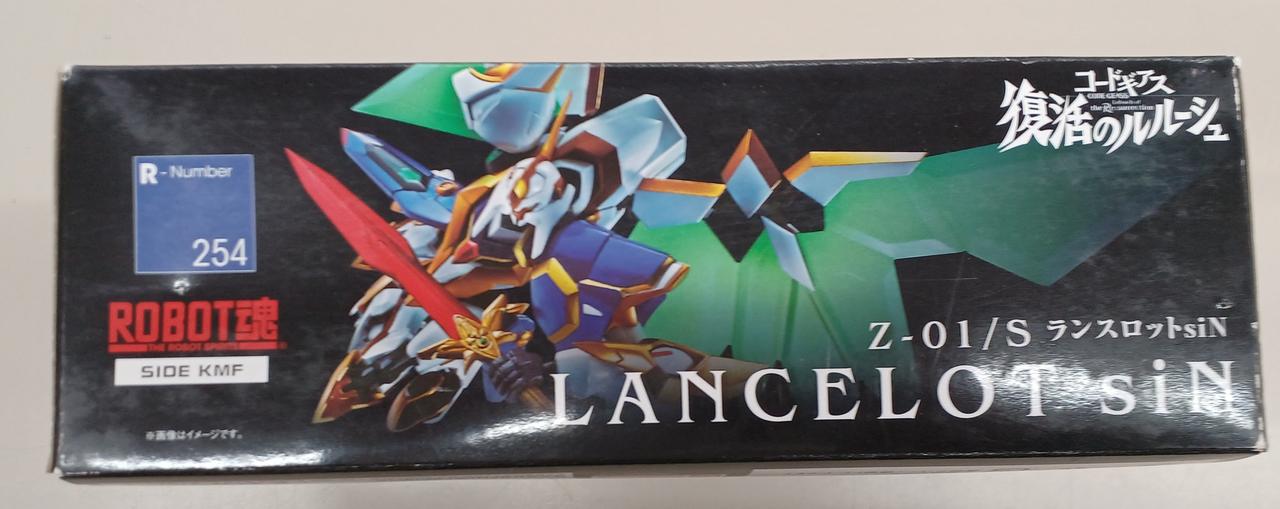 R-Number
254
ROBOT魂
THE ROBOT SPIRITS
SIDE KMF
※画像はイメージです。
コードギアス
CODE GEASS
the Re;surrection
復活のルルーシュ
Z-01/S ランスロットsiN
LANCELOT siN